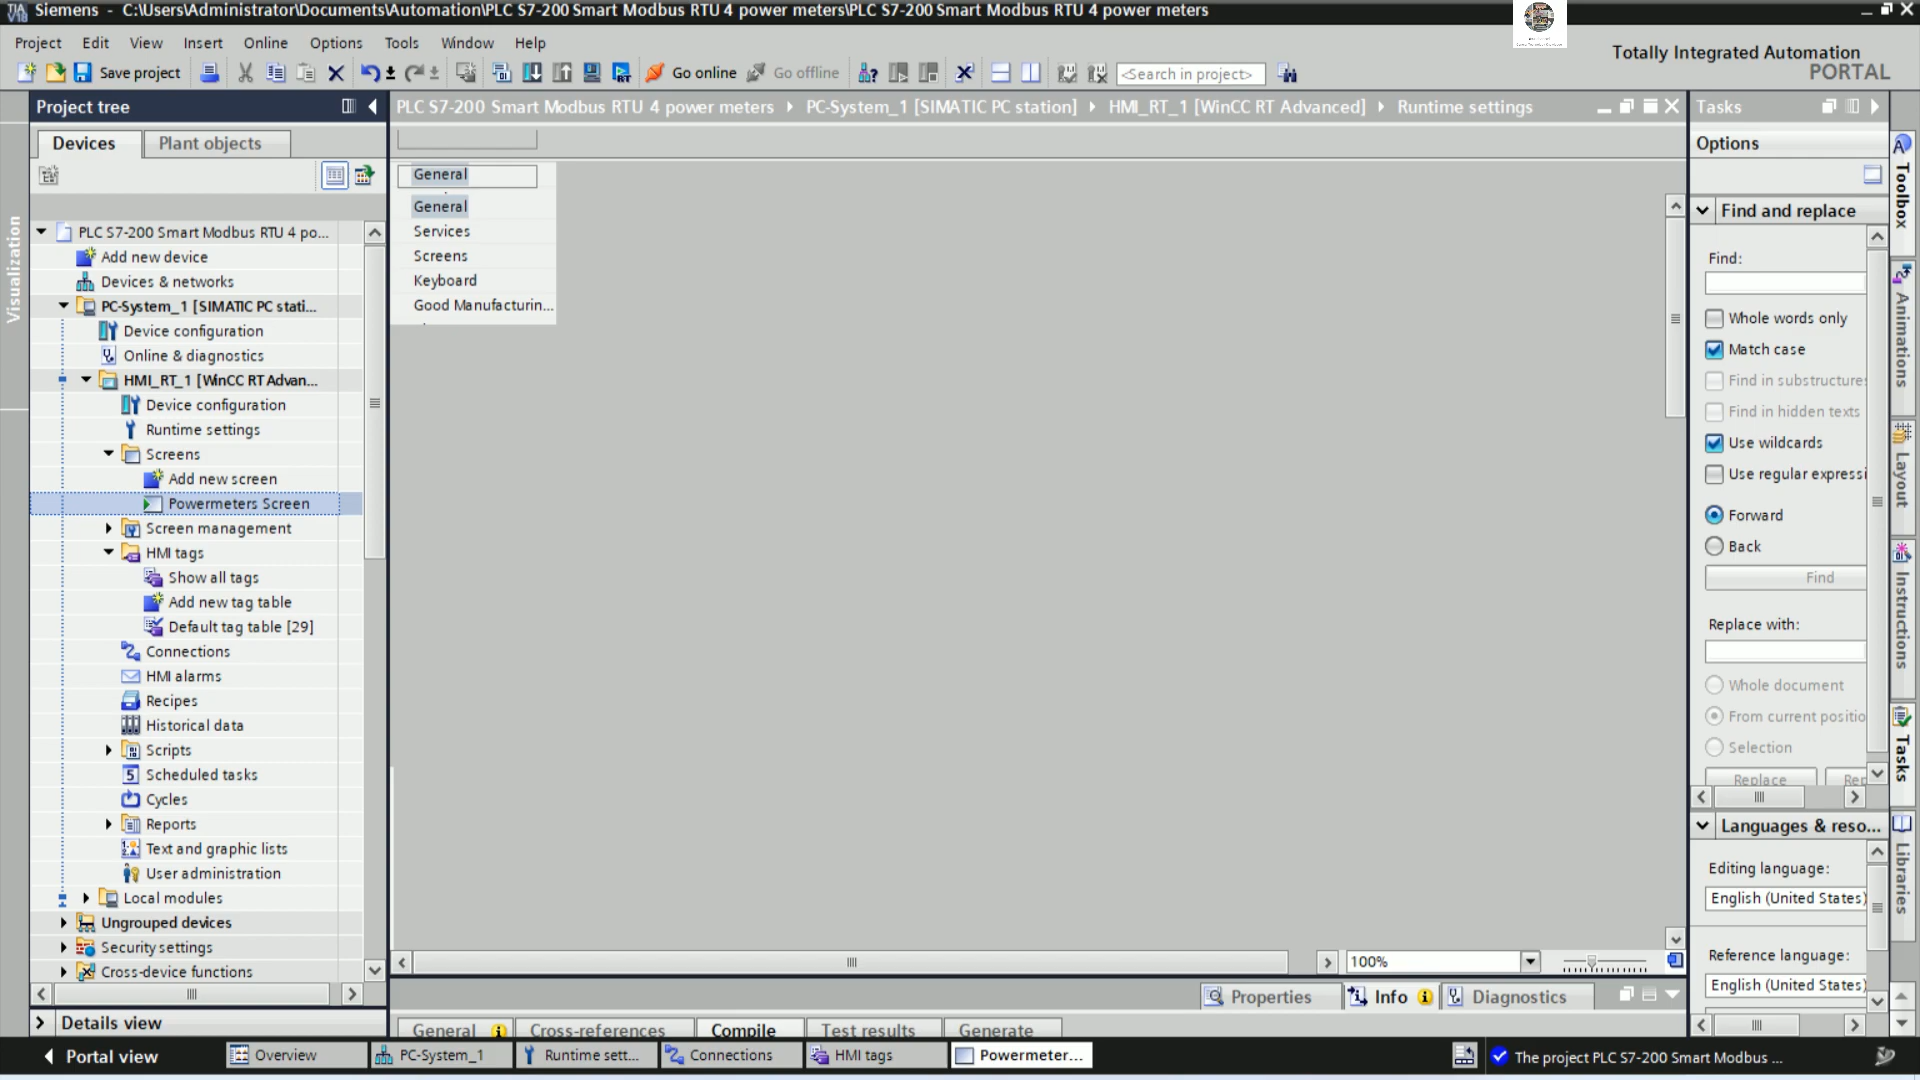 Siemens - C:\Users\Administrator\Documents\Automation\PLC S7-200 Smart Modbus RTU 4 power meters\PLC S7-200 Smart Modbus RTU 4 power meters
Project Edit View Insert Online Options Tools Window Help
Totally Integrated Automation
PORTAL
Save project
Go online
Go offline
<Search in project>
Project tree
PLC S7-200 Smart Modbus RTU 4 power meters
PC-System_1 [SIMATIC PC station]
HMI_RT_1 [WinCC RT Advanced]
Runtime settings
Tasks
Devices
Plant objects
Visualization
PLC S7-200 Smart Modbus RTU 4 po...
Add new device
Devices & networks
PC-System_1 [SIMATIC PC stati...
Device configuration
Online & diagnostics
HMI_RT_1 [WinCC RT Advan...
Device configuration
Runtime settings
Screens
Add new screen
Powermeters Screen
Screen management
HMI tags
Show all tags
Add new tag table
Default tag table [29]
Connections
HMI alarms
Recipes
Historical data
Scripts
Scheduled tasks
Cycles
Reports
Text and graphic lists
User administration
Local modules
Ungrouped devices
Security settings
Cross-device functions
Details view
General
General
Services
Screens
Keyboard
Good Manufacturin...
100%
Properties
Info
Diagnostics
General
Cross-references
Compile
Test results
Generate
Options
Find and replace
Find:
Whole words only
Match case
Find in substructures
Find in hidden texts
Use wildcards
Use regular expressi
Forward
Back
Find
Replace with:
Whole document
From current positio
Selection
Replace
Rep
Languages & reso...
Editing language:
English (United States)
Reference language:
English (United States)
Toolbox
Animations
Layout
Instructions
Tasks
Libraries
Portal view
Overview
PC-System_1
Runtime sett...
Connections
HMI tags
Powermeter...
The project PLC S7-200 Smart Modbus ...